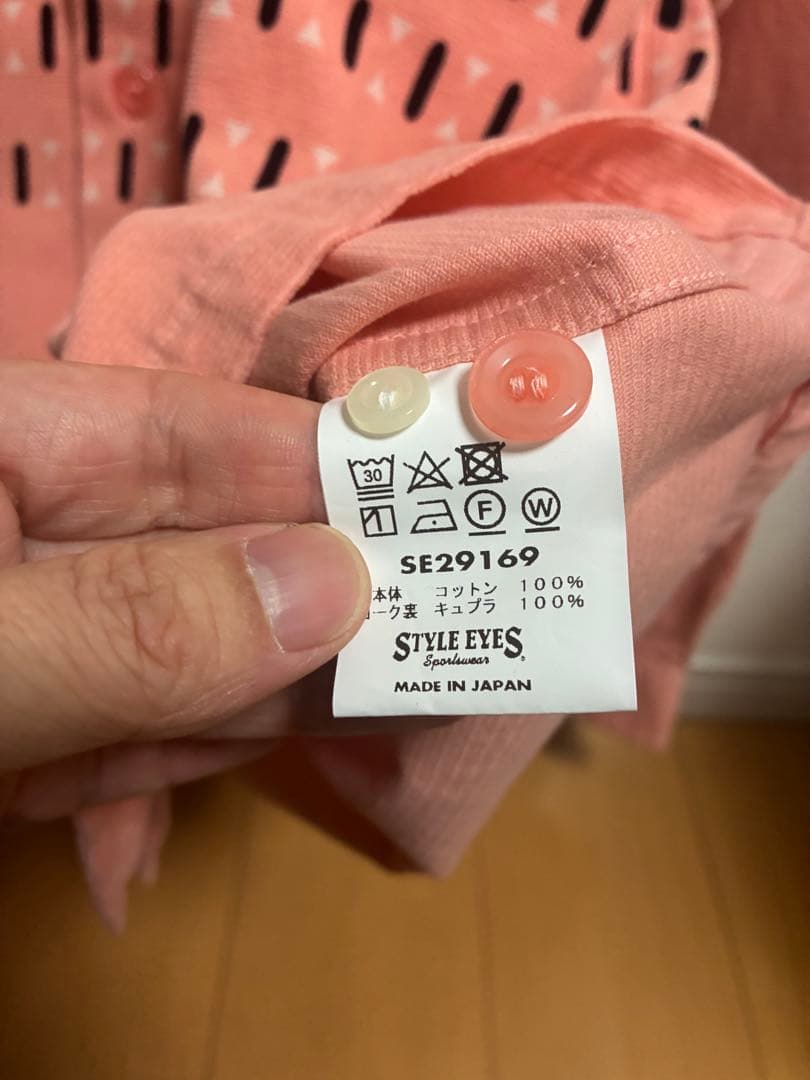 30
F W
SE29169
本体 コットン 100%
ーク裏 キュプラ 100%
STYLE EYES
Sportswear
MADE IN JAPAN